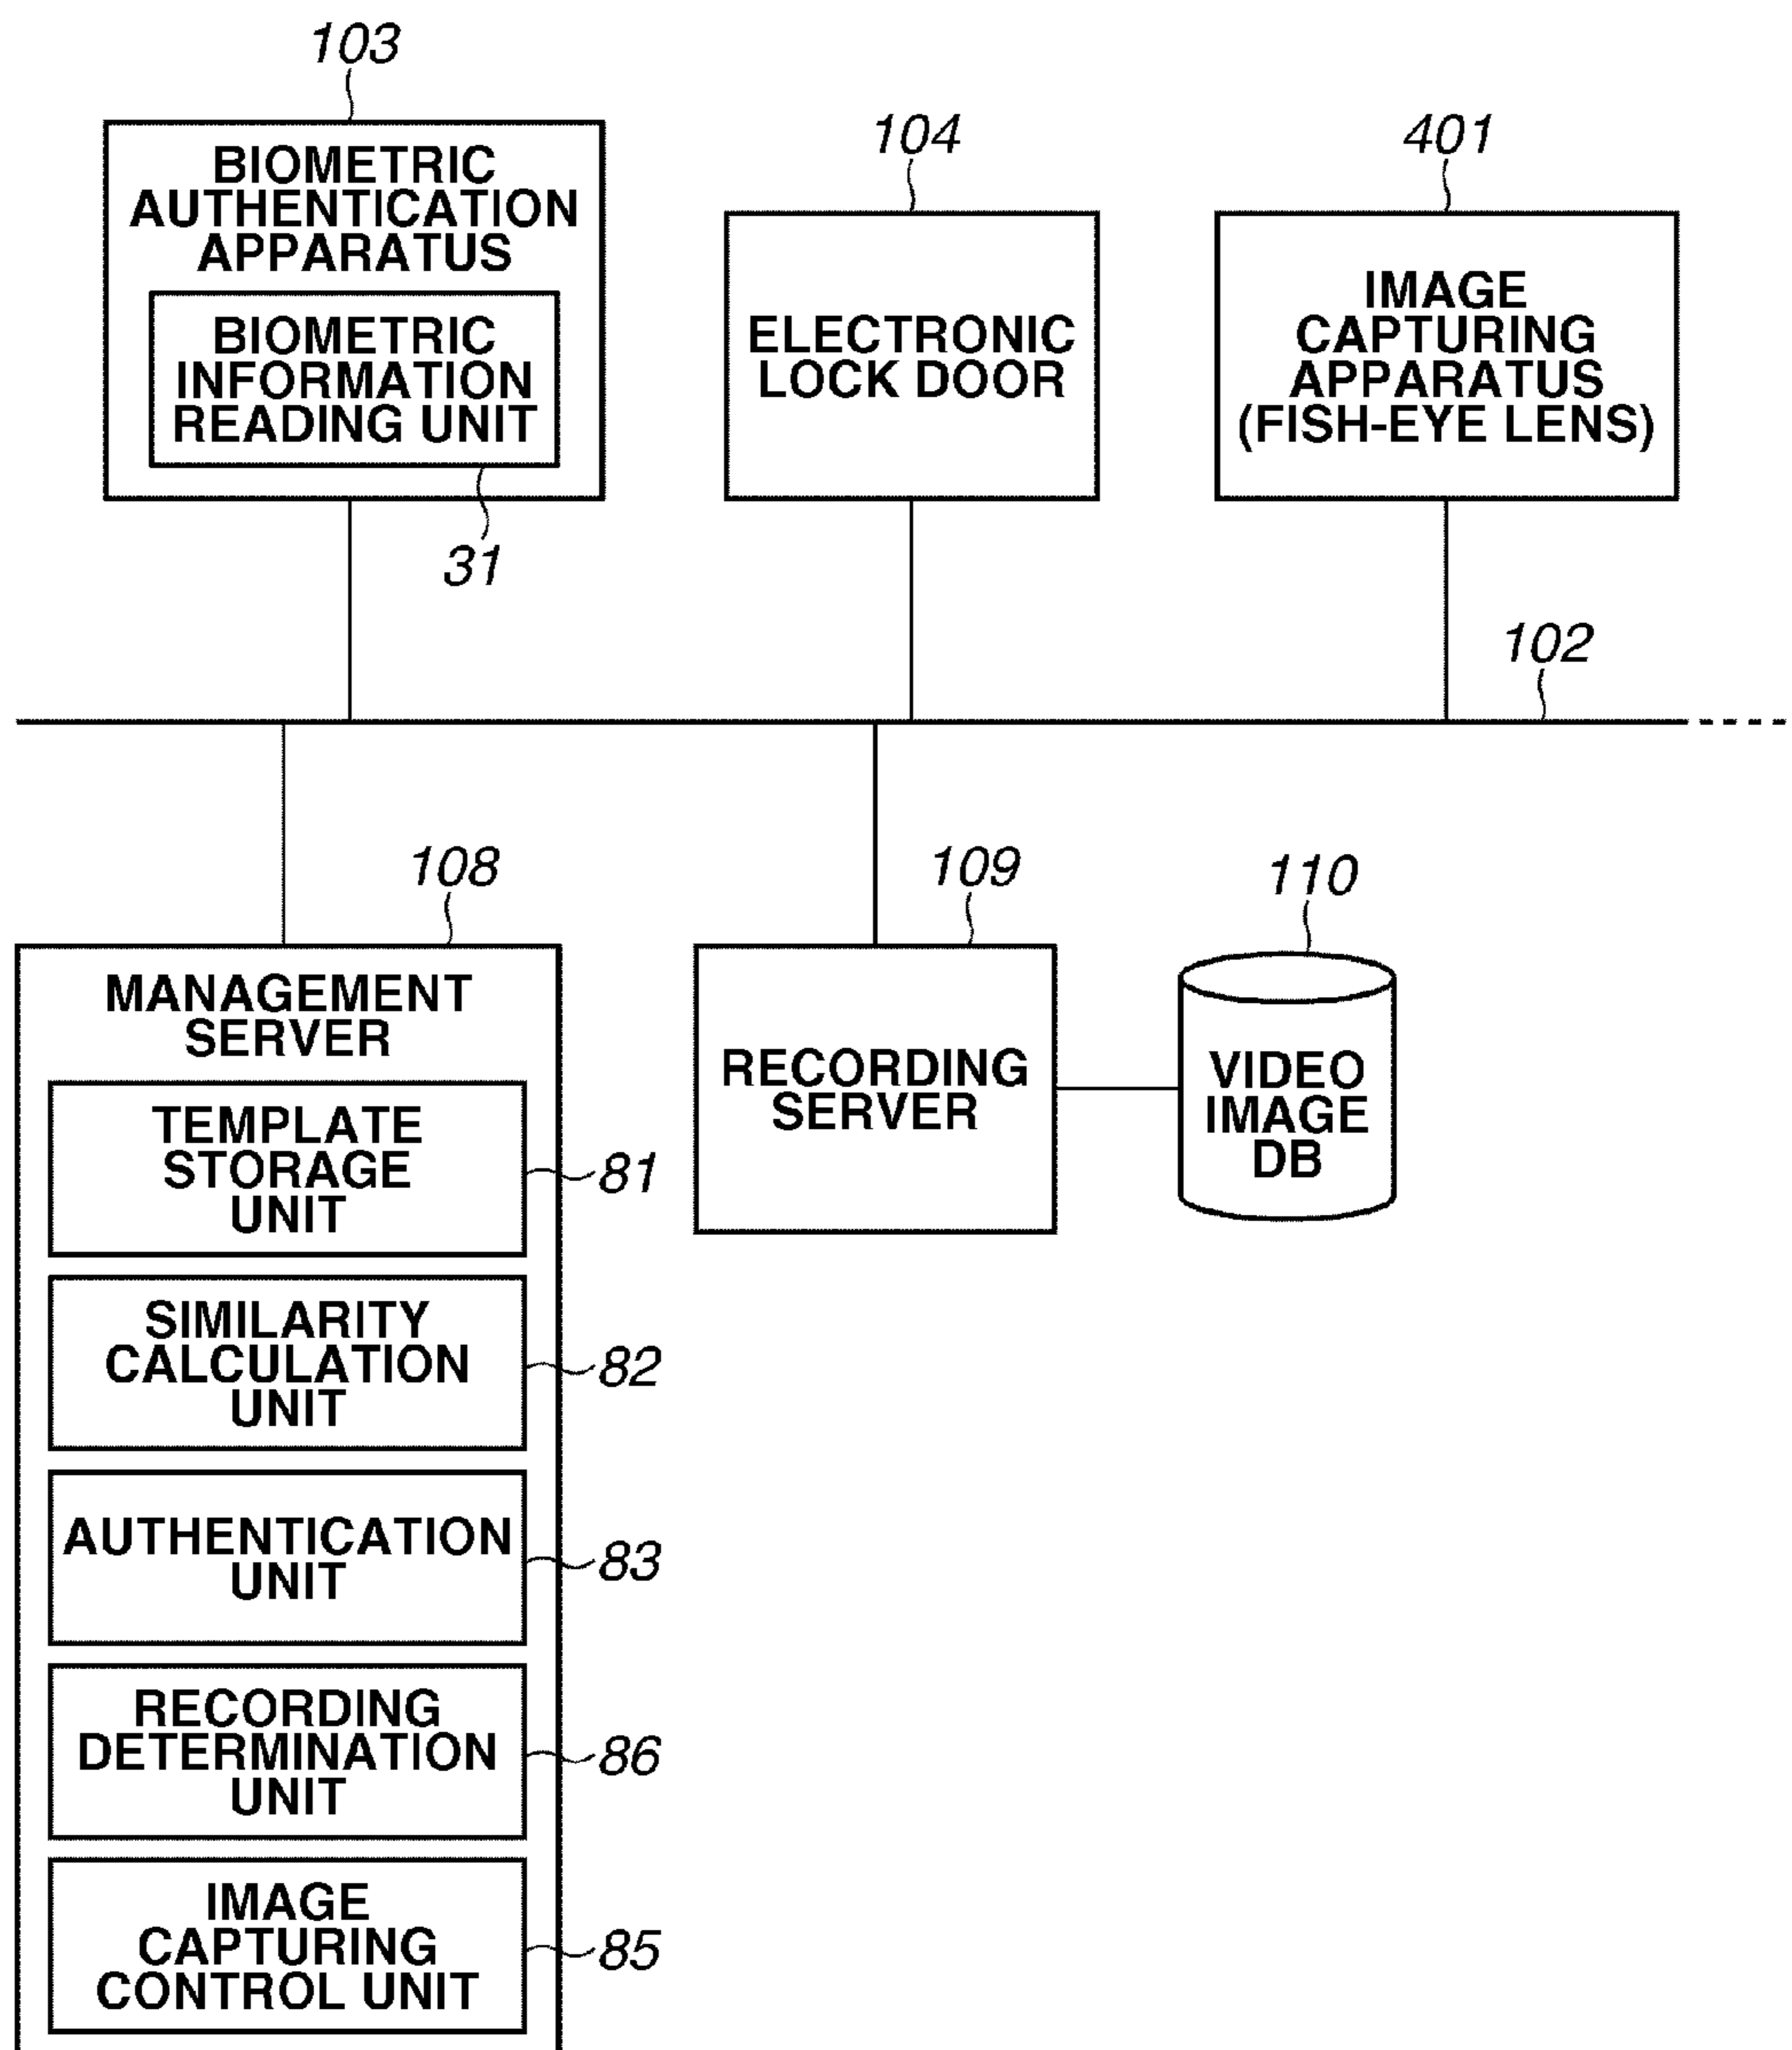 103
BIOMETRIC
AUTHENTICATION
APPARATUS
BIOMETRIC
INFORMATION
READING UNIT
31
104
ELECTRONIC
LOCK DOOR
401
IMAGE
CAPTURING
APPARATUS
(FISH-EYE LENS)
102
108
MANAGEMENT
SERVER
TEMPLATE
STORAGE
UNIT
81
SIMILARITY
CALCULATION
UNIT
82
AUTHENTICATION
UNIT
83
RECORDING
DETERMINATION
UNIT
86
IMAGE
CAPTURING
CONTROL UNIT
85
109
RECORDING
SERVER
110
VIDEO
IMAGE
DB